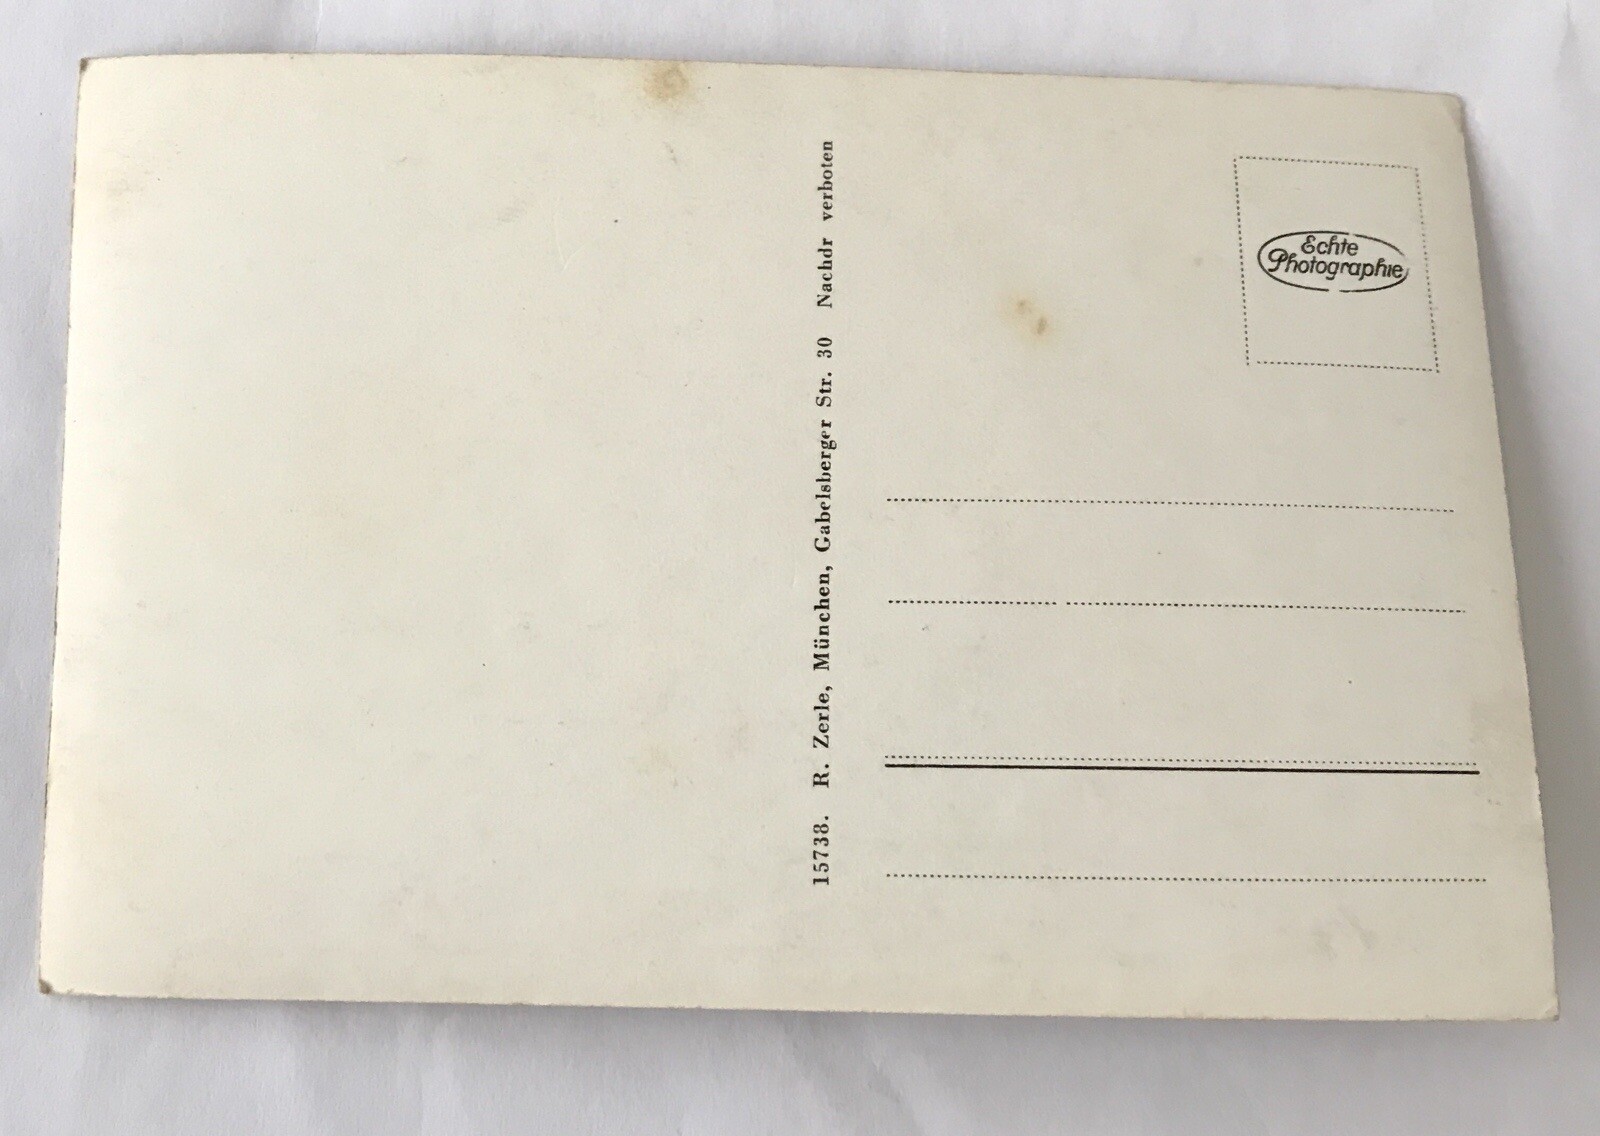 15738. R. Zerle, München, Gabelsberger Str. 30 Nachdr verboten
Echte
Photographie